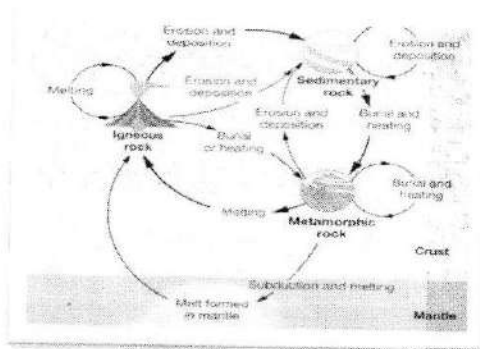 Erosion and
deposition
Erosion and
deposition
Melting
Erosion and
deposition
Sedimentary
rock
Erosion and
deposition
Burial and
heating
Igneous
rock
Burial
or heating
Burial and
heating
Melting
Metamorphic
rock
Crust
Subduction and melting
Melt formed
in mantle
Mantle